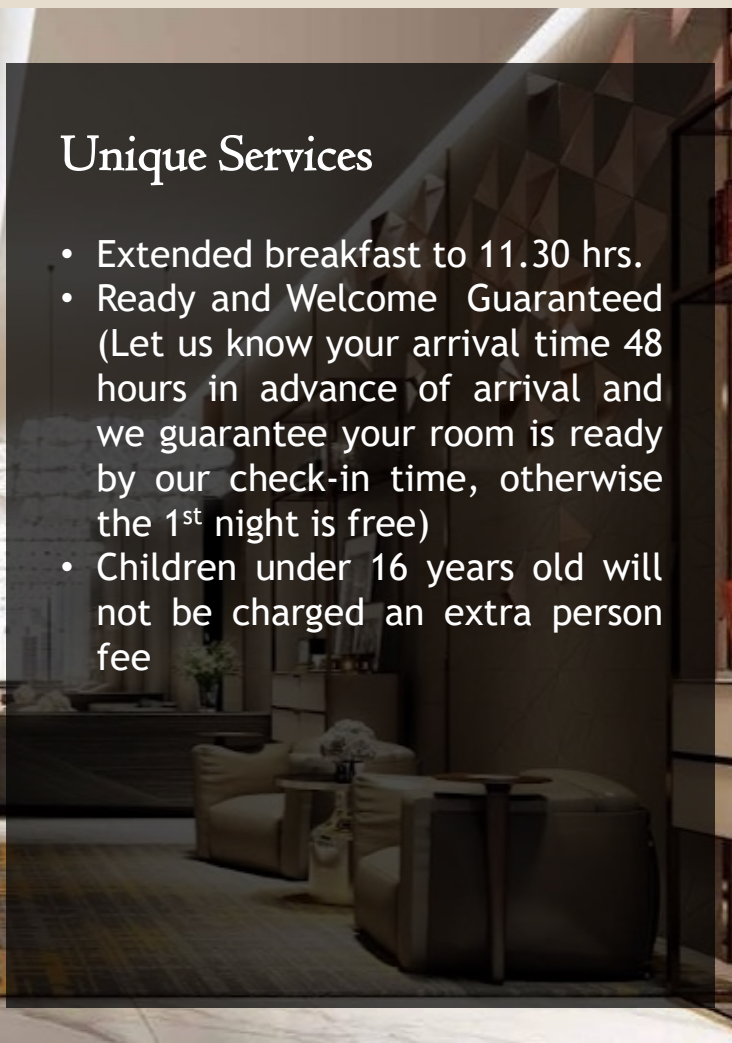 Unique Services
• Extended breakfast to 11.30 hrs.
• Ready and Welcome  Guaranteed
(Let us know your arrival time 48
hours in advance of arrival and
we guarantee your room is ready
by our check-in time, otherwise
the 1st night is free)
• Children under 16 years old will
not be charged an extra person
fee